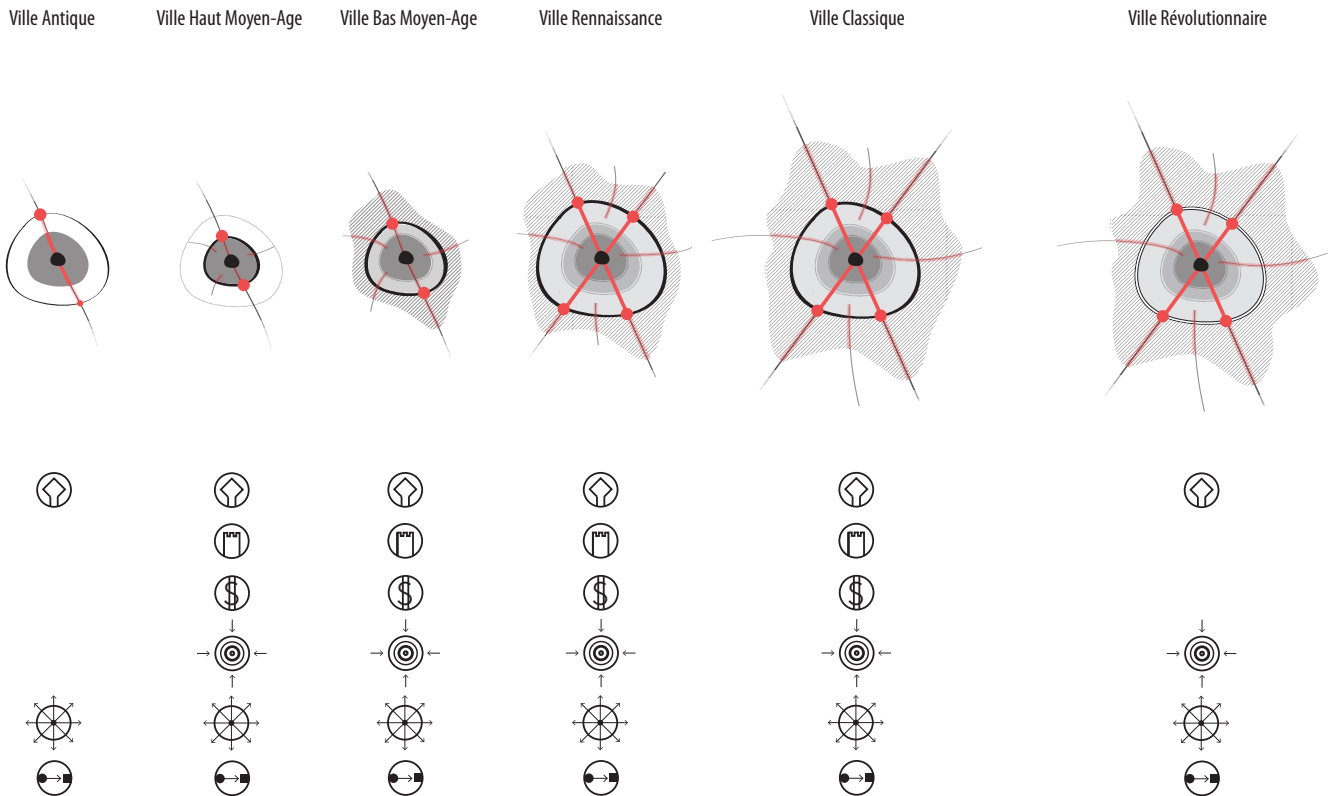 Ville Antique
Ville Haut Moyen-Age
Ville Bas Moyen-Age
Ville Rennaissance
Ville Classique
Ville Révolutionnaire
$
$
$
$